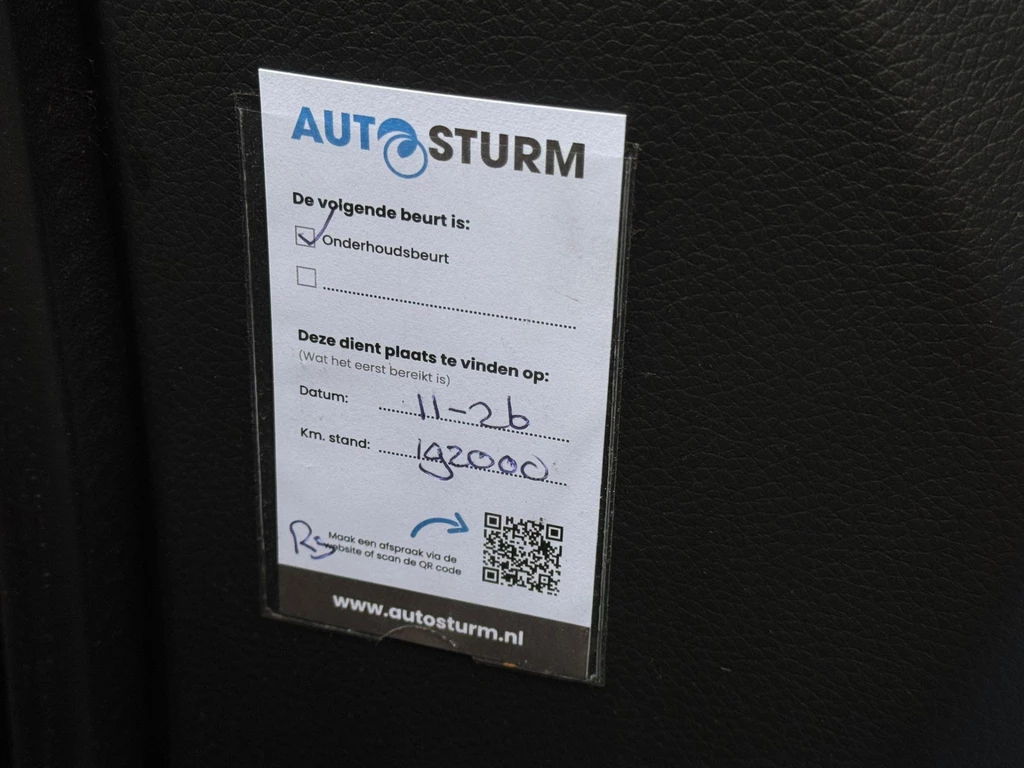 AUTOSTURM
De volgende beurt is:
Onderhoudsbeurt
Deze dient plaats te vinden op:
(Wat het eerst bereikt is)
Datum: 11-26
Km. stand: 192000
Rs
Maak een afspraak via de
website of scan de QR code
www.autosturm.nl